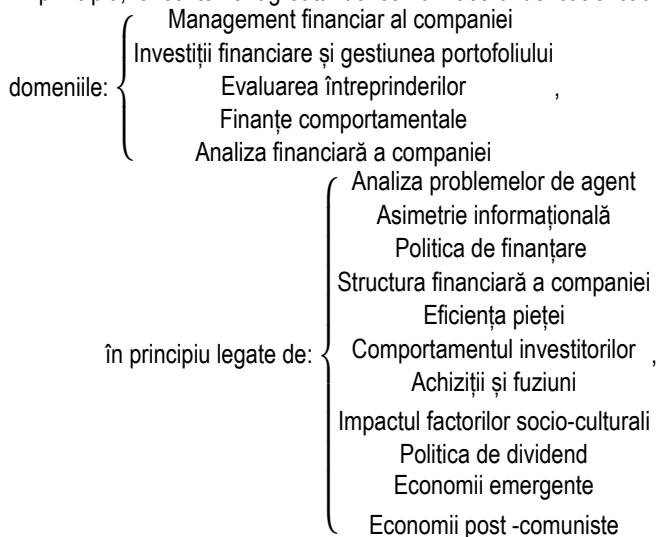 Management financiar al companiei
Investiții financiare și gestiunea portofoliului
domeniile: Evaluarea întreprinderilor ,
Finanțe comportamentale
Analiza financiară a companiei
Analiza problemelor de agent
Asimetrie informațională
Politica de finanțare
Structura financiară a companiei
Eficiența pieței
în principiu legate de: Comportamentul investitorilor ,
Achiziții și fuziuni
Impactul factorilor socio-culturali
Politica de dividend
Economii emergente
Economii post -comuniste